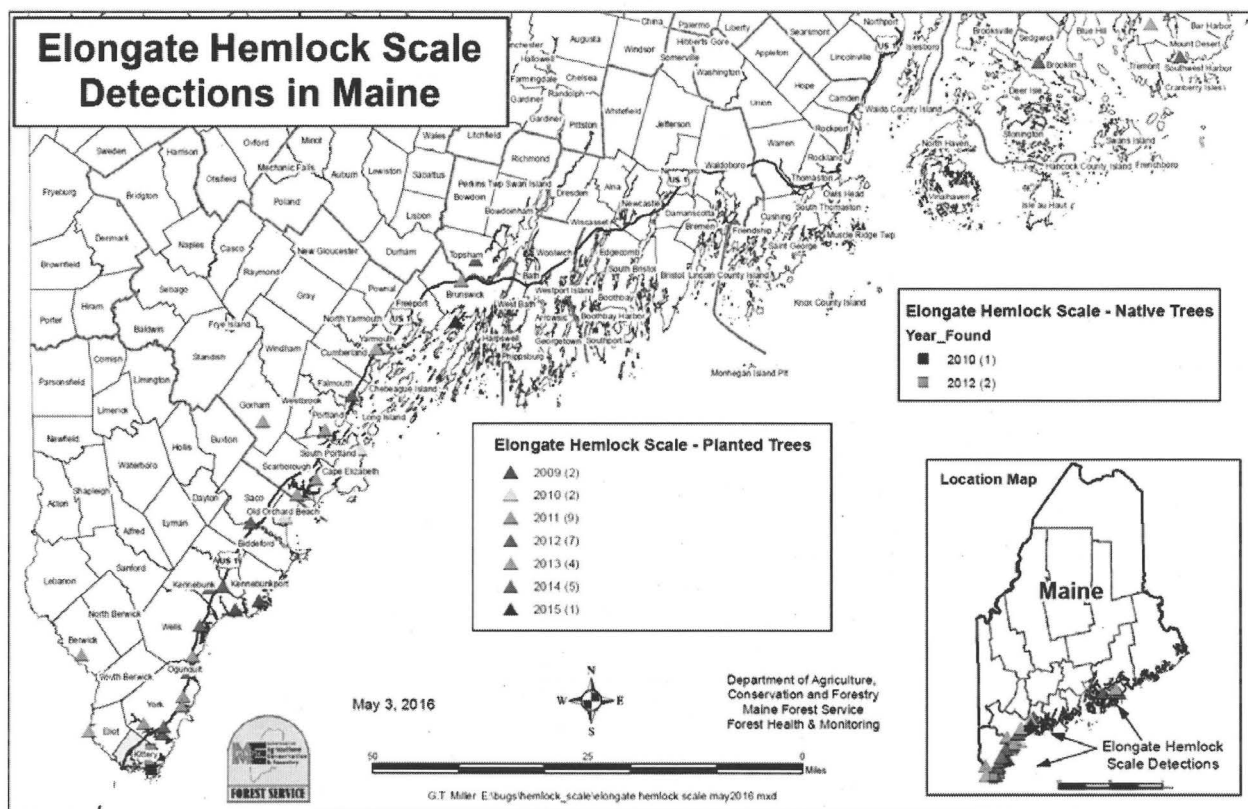 Elongate Hemlock Scale
Detections in Maine
China
Palermo
Liberty
Searsmont
Northport
Augusta
Windsor
Hibberts Gore
Somerville
Appleton
Lincolnville
Islesboro
Brooksville
Sedgwick
Blue Hill
Bar Harbor
Mount Desert
Hallowell
Farmingdale
Chelsea
Randolph
Gardiner
Gardiner
Pittston
Whitefield
Washington
Hope
Union
Camden
Brooklin
Tremont
Southwest Harbor
Cranberry Isles
Deer Isle
Waldo County Island
Jefferson
Rockport
Warren
Rockland
Stonington
Swans Island
North Haven
Hancock County Island
Frenchboro
Vinalhaven
Isle au Haut
Sweden
Harrison
Oxford
Minot
Otisfield
Mechanic Falls
Auburn
Lewiston
Sabattus
Wales
Litchfield
Richmond
Fryeburg
Bridgton
Poland
Perkins Twp Swan Island
Dresden
Alna
Waldoboro
US 1
Thomaston
Owls Head
South Thomaston
Bowdoin
Lisbon
Bowdoinham
Wiscasset
Newcastle
Damariscotta
Bremen
Cushing
Friendship
Saint George
Muscle Ridge Twp
Denmark
Naples
Casco
New Gloucester
Durham
Topsham
Woolwich
Bath
Edgecomb
South Bristol
Bristol
Lincoln County Island
Knox County Island
Brownfield
Sebago
Raymond
Gray
Pownal
Freeport
Brunswick
West Bath
Westport Island
Boothbay
Arrowsic
Boothbay Harbor
Hiram
Porter
Baldwin
Frye Island
North Yarmouth
US 1
Yarmouth
Harpswell
Georgetown
Southport
Phippsburg
Monhegan Island Plt
Cornish
Standish
Windham
Cumberland
Falmouth
Chebeague Island
Long Island
Parsonsfield
Limington
Limerick
Gorham
Westbrook
Portland
Newfield
Hollis
Buxton
South Portland
Scarborough
Cape Elizabeth
Waterboro
Shapleigh
Acton
Dayton
Saco
Old Orchard Beach
Lyman
Alfred
Biddeford
Sanford
US 1
Lebanon
Kennebunk
Kennebunkport
North Berwick
Wells
Berwick
Ogunquit
South Berwick
York
Eliot
Kittery
Elongate Hemlock Scale - Native Trees
Year_Found
2010 (1)
2012 (2)
Elongate Hemlock Scale - Planted Trees
2009 (2)
2010 (2)
2011 (9)
2012 (7)
2013 (4)
2014 (5)
2015 (1)
Location Map
Maine
Elongate Hemlock
Scale Detections
May 3, 2016
N
W E
S
Department of Agriculture,
Conservation and Forestry
Maine Forest Service
Forest Health & Monitoring
FOREST SERVICE
50 25 0
Miles
G.T. Miller E:\bugs\hemlock_scale\elongate hemlock scale may2016 mxd